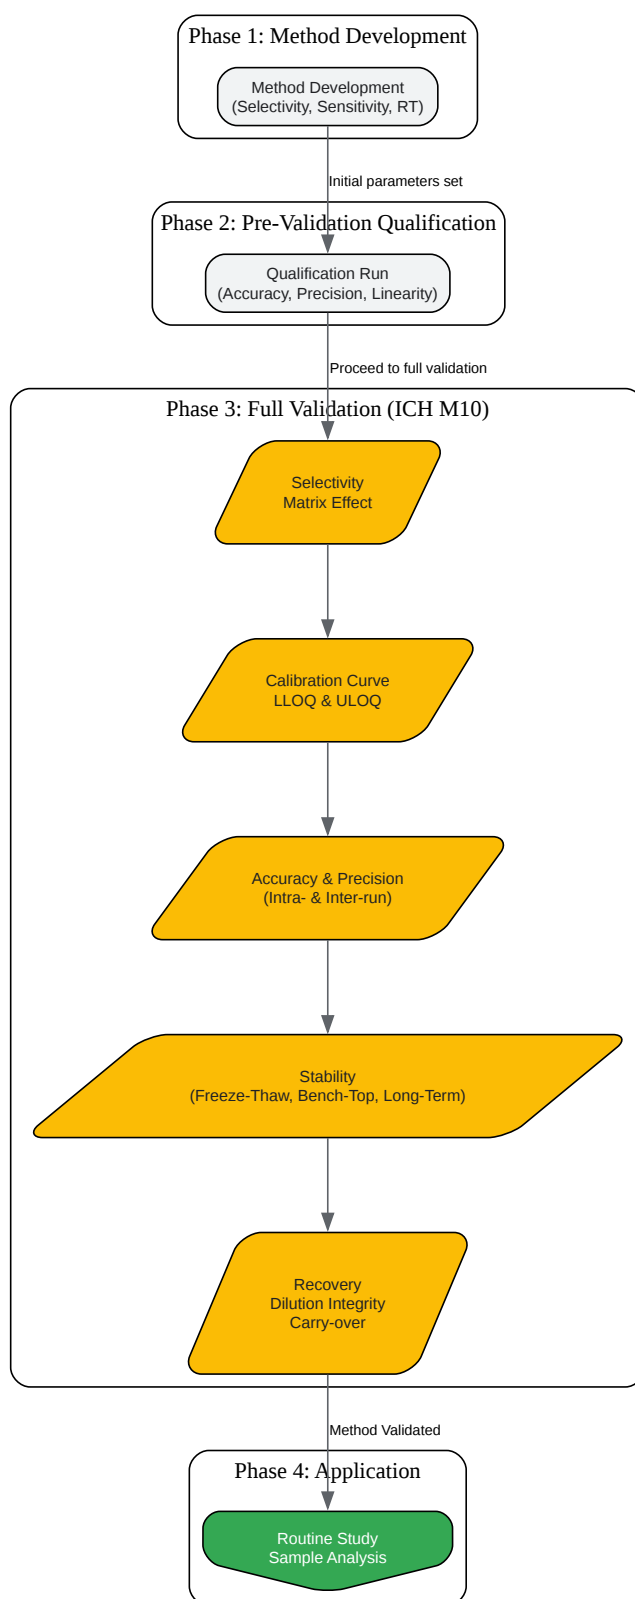 Phase 1: Method Development
Method Development
(Selectivity, Sensitivity, RT)
Initial parameters set
Phase 2: Pre-Validation Qualification
Qualification Run
(Accuracy, Precision, Linearity)
Proceed to full validation
Phase 3: Full Validation (ICH M10)
Selectivity
Matrix Effect
Calibration Curve
LLOQ & ULOQ
Accuracy & Precision
(Intra- & Inter-run)
Stability
(Freeze-Thaw, Bench-Top, Long-Term)
Recovery
Dilution Integrity
Carry-over
Method Validated
Phase 4: Application
Routine Study
Sample Analysis